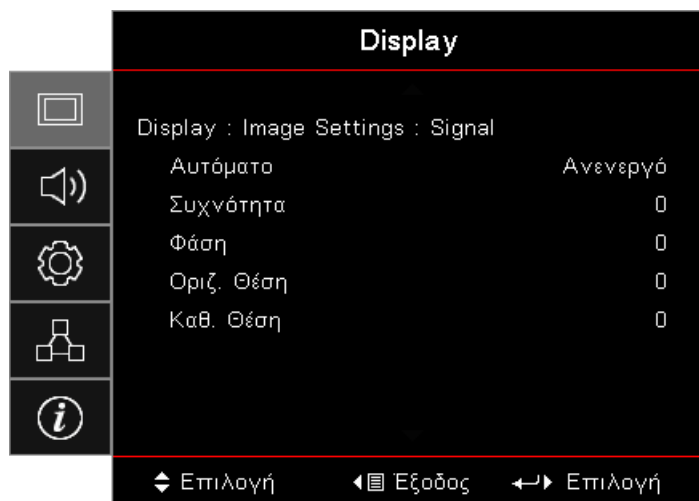 Display
Display : Image Settings : Signal
Αυτόματο Ανενεργό
Συχνότητα 0
Φάση 0
Οριζ. Θέση 0
Καθ. Θέση 0
Επιλογή Έξοδος Επιλογή